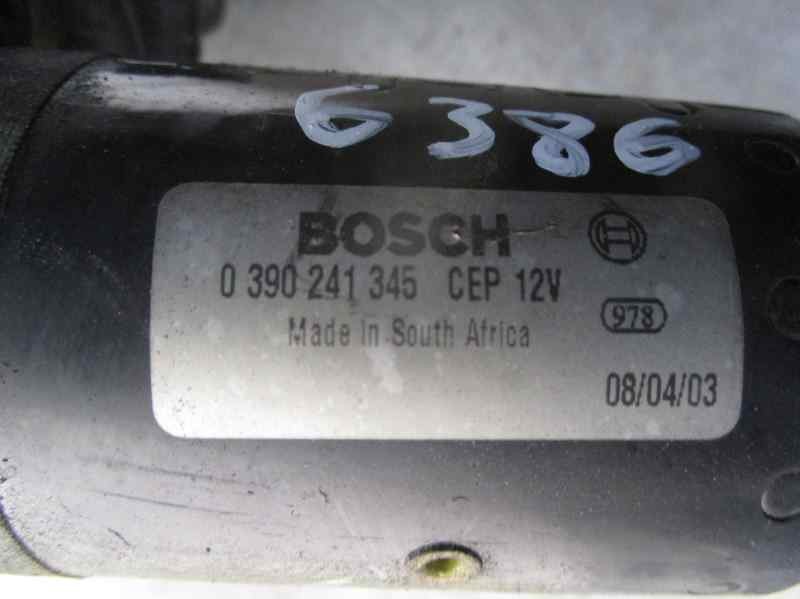 6386
BOSCH
0 390 241 345 CEP 12V
Made in South Africa
978
08/04/03